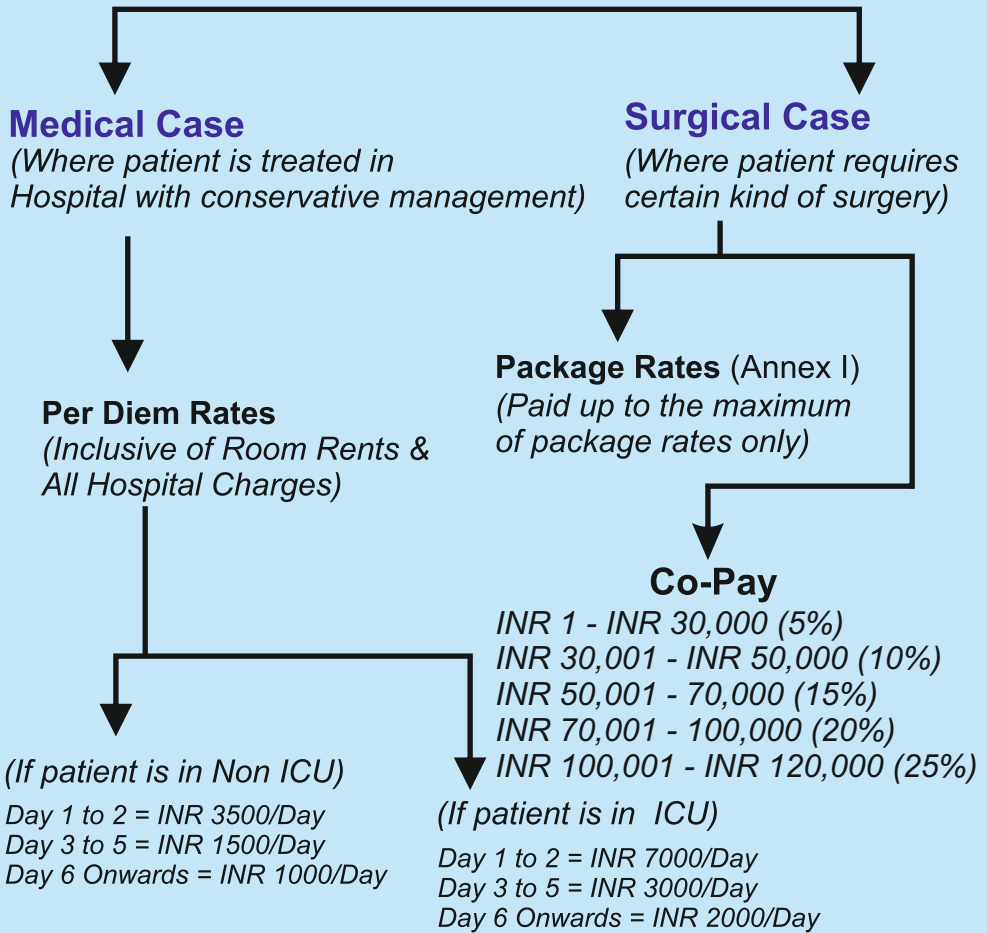 Medical Case
(Where patient is treated in
Hospital with conservative management)
Per Diem Rates
(Inclusive of Room Rents &
All Hospital Charges)
(If patient is in Non ICU)
Day 1 to 2 = INR 3500/Day
Day 3 to 5 = INR 1500/Day
Day 6 Onwards = INR 1000/Day
(If patient is in ICU)
Day 1 to 2 = INR 7000/Day
Day 3 to 5 = INR 3000/Day
Day 6 Onwards = INR 2000/Day
Surgical Case
(Where patient requires
certain kind of surgery)
Package Rates (Annex I)
(Paid up to the maximum
of package rates only)
Co-Pay
INR 1 - INR 30,000 (5%)
INR 30,001 - INR 50,000 (10%)
INR 50,001 - 70,000 (15%)
INR 70,001 - 100,000 (20%)
INR 100,001 - INR 120,000 (25%)